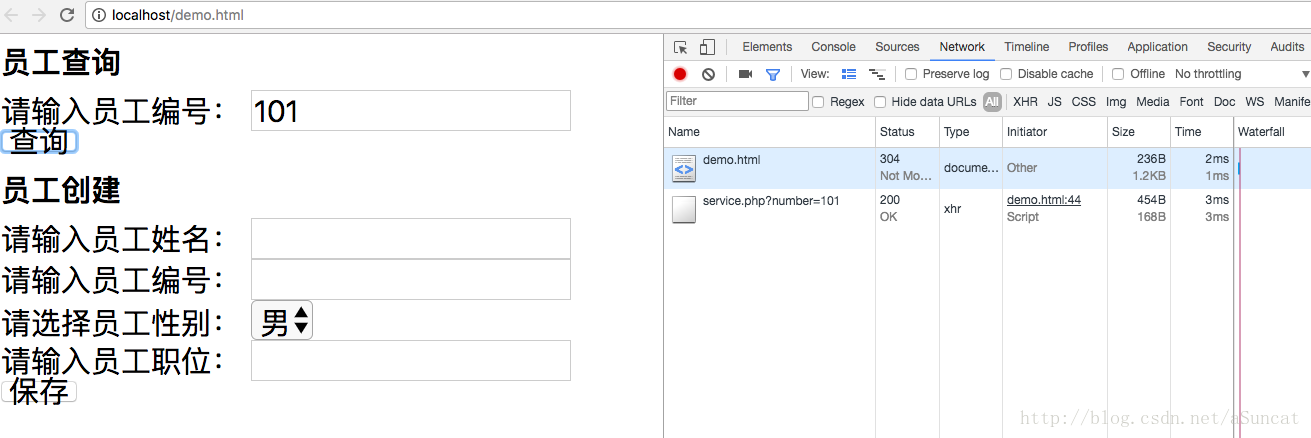 localhost/demo.html
Elements Console Sources Network Timeline Profiles Application Security Audits
View: Preserve log Disable cache Offline No throttling
Filter Regex Hide data URLs All XHR JS CSS Img Media Font Doc WS Manife
Name Status Type Initiator Size Time Waterfall
demo.html 304 docume... Other 236B 2ms
Not Mo... 1.2KB 1ms
service.php?number=101 200 xhr demo.html:44 454B 3ms
OK Script 168B 3ms
员工查询
请输入员工编号： 101
查询
员工创建
请输入员工姓名：
请输入员工编号：
请选择员工性别： 男
请输入员工职位：
保存
http://blog.csdn.net/aSuncat